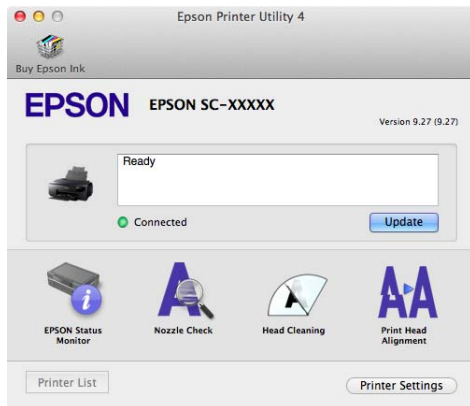 Epson Printer Utility 4
Buy Epson Ink
EPSON
EPSON SC-XXXXX
Version 9.27 (9.27)
Ready
Connected
Update
EPSON Status
Monitor
Nozzle Check
Head Cleaning
Print Head
Alignment
Printer List
Printer Settings